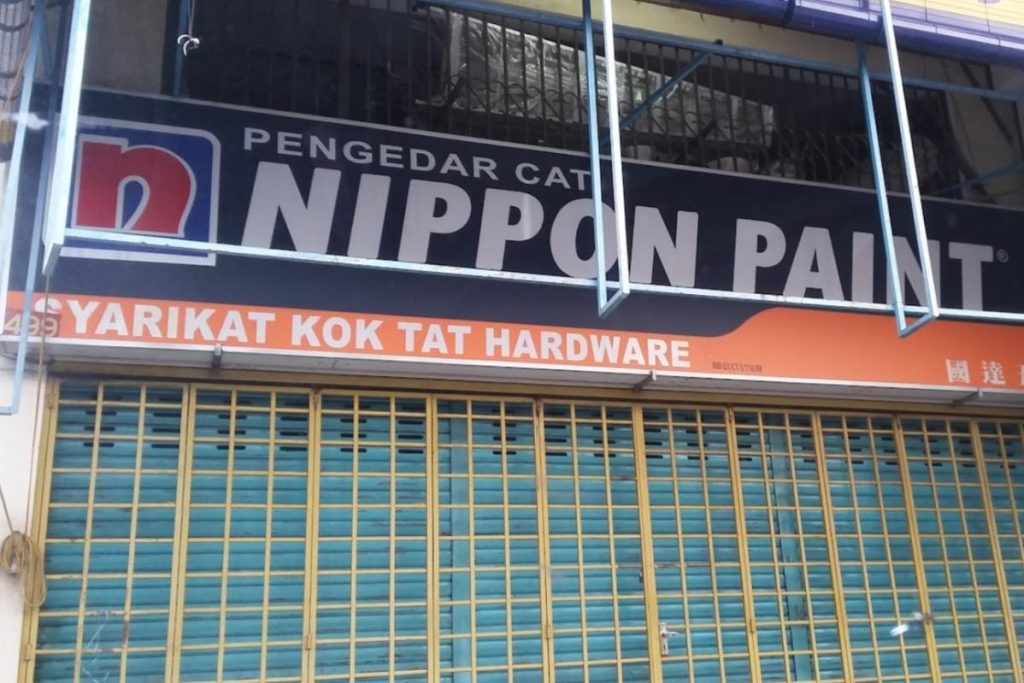 n
PENGEDAR CAT
NIPPON PAINT®
499
SYARIKAT KOK TAT HARDWARE
國達